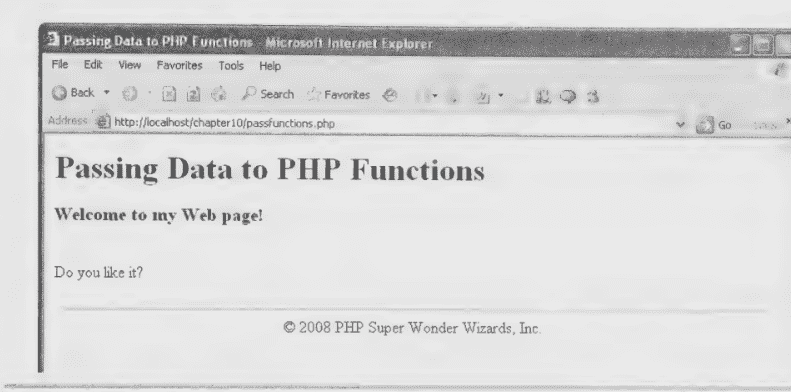 Passing Data to PHP Functions - Microsoft Internet Explorer
File Edit View Favorites Tools Help
Back Search Favorites
Address http://localhost/chapter10/passfunctions.php Go
Passing Data to PHP Functions
Welcome to my Web page!
Do you like it?
© 2008 PHP Super Wonder Wizards, Inc.